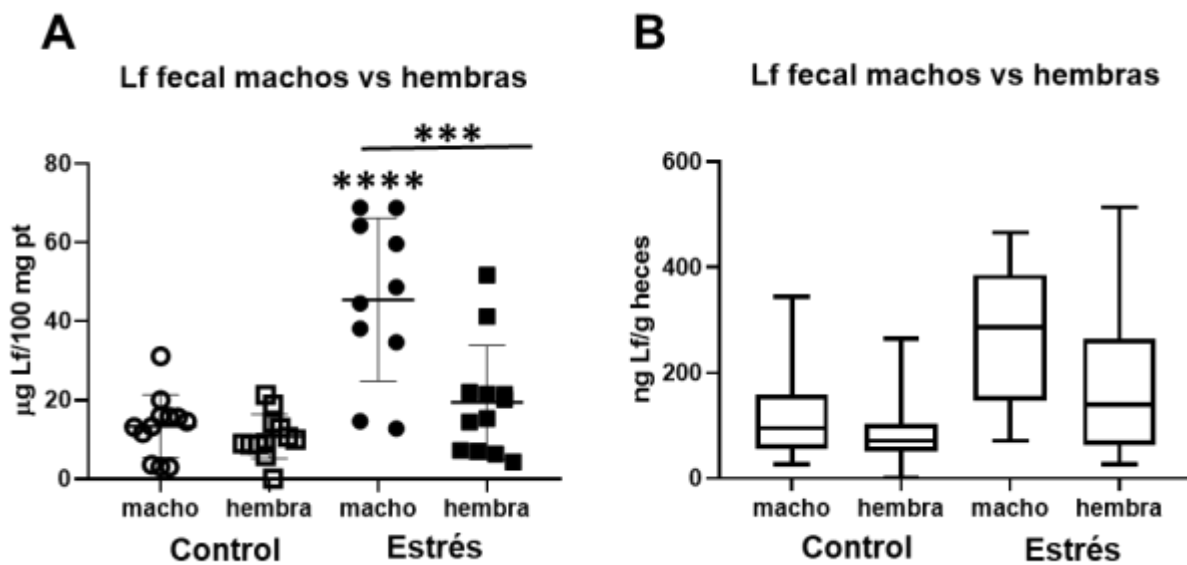 A
Lf fecal machos vs hembras
***
****
µg Lf/100 mg pt
80
60
40
20
0
macho hembra macho hembra
Control Estrés
B
Lf fecal machos vs hembras
ng Lf/g heces
600
400
200
0
macho hembra macho hembra
Control Estrés